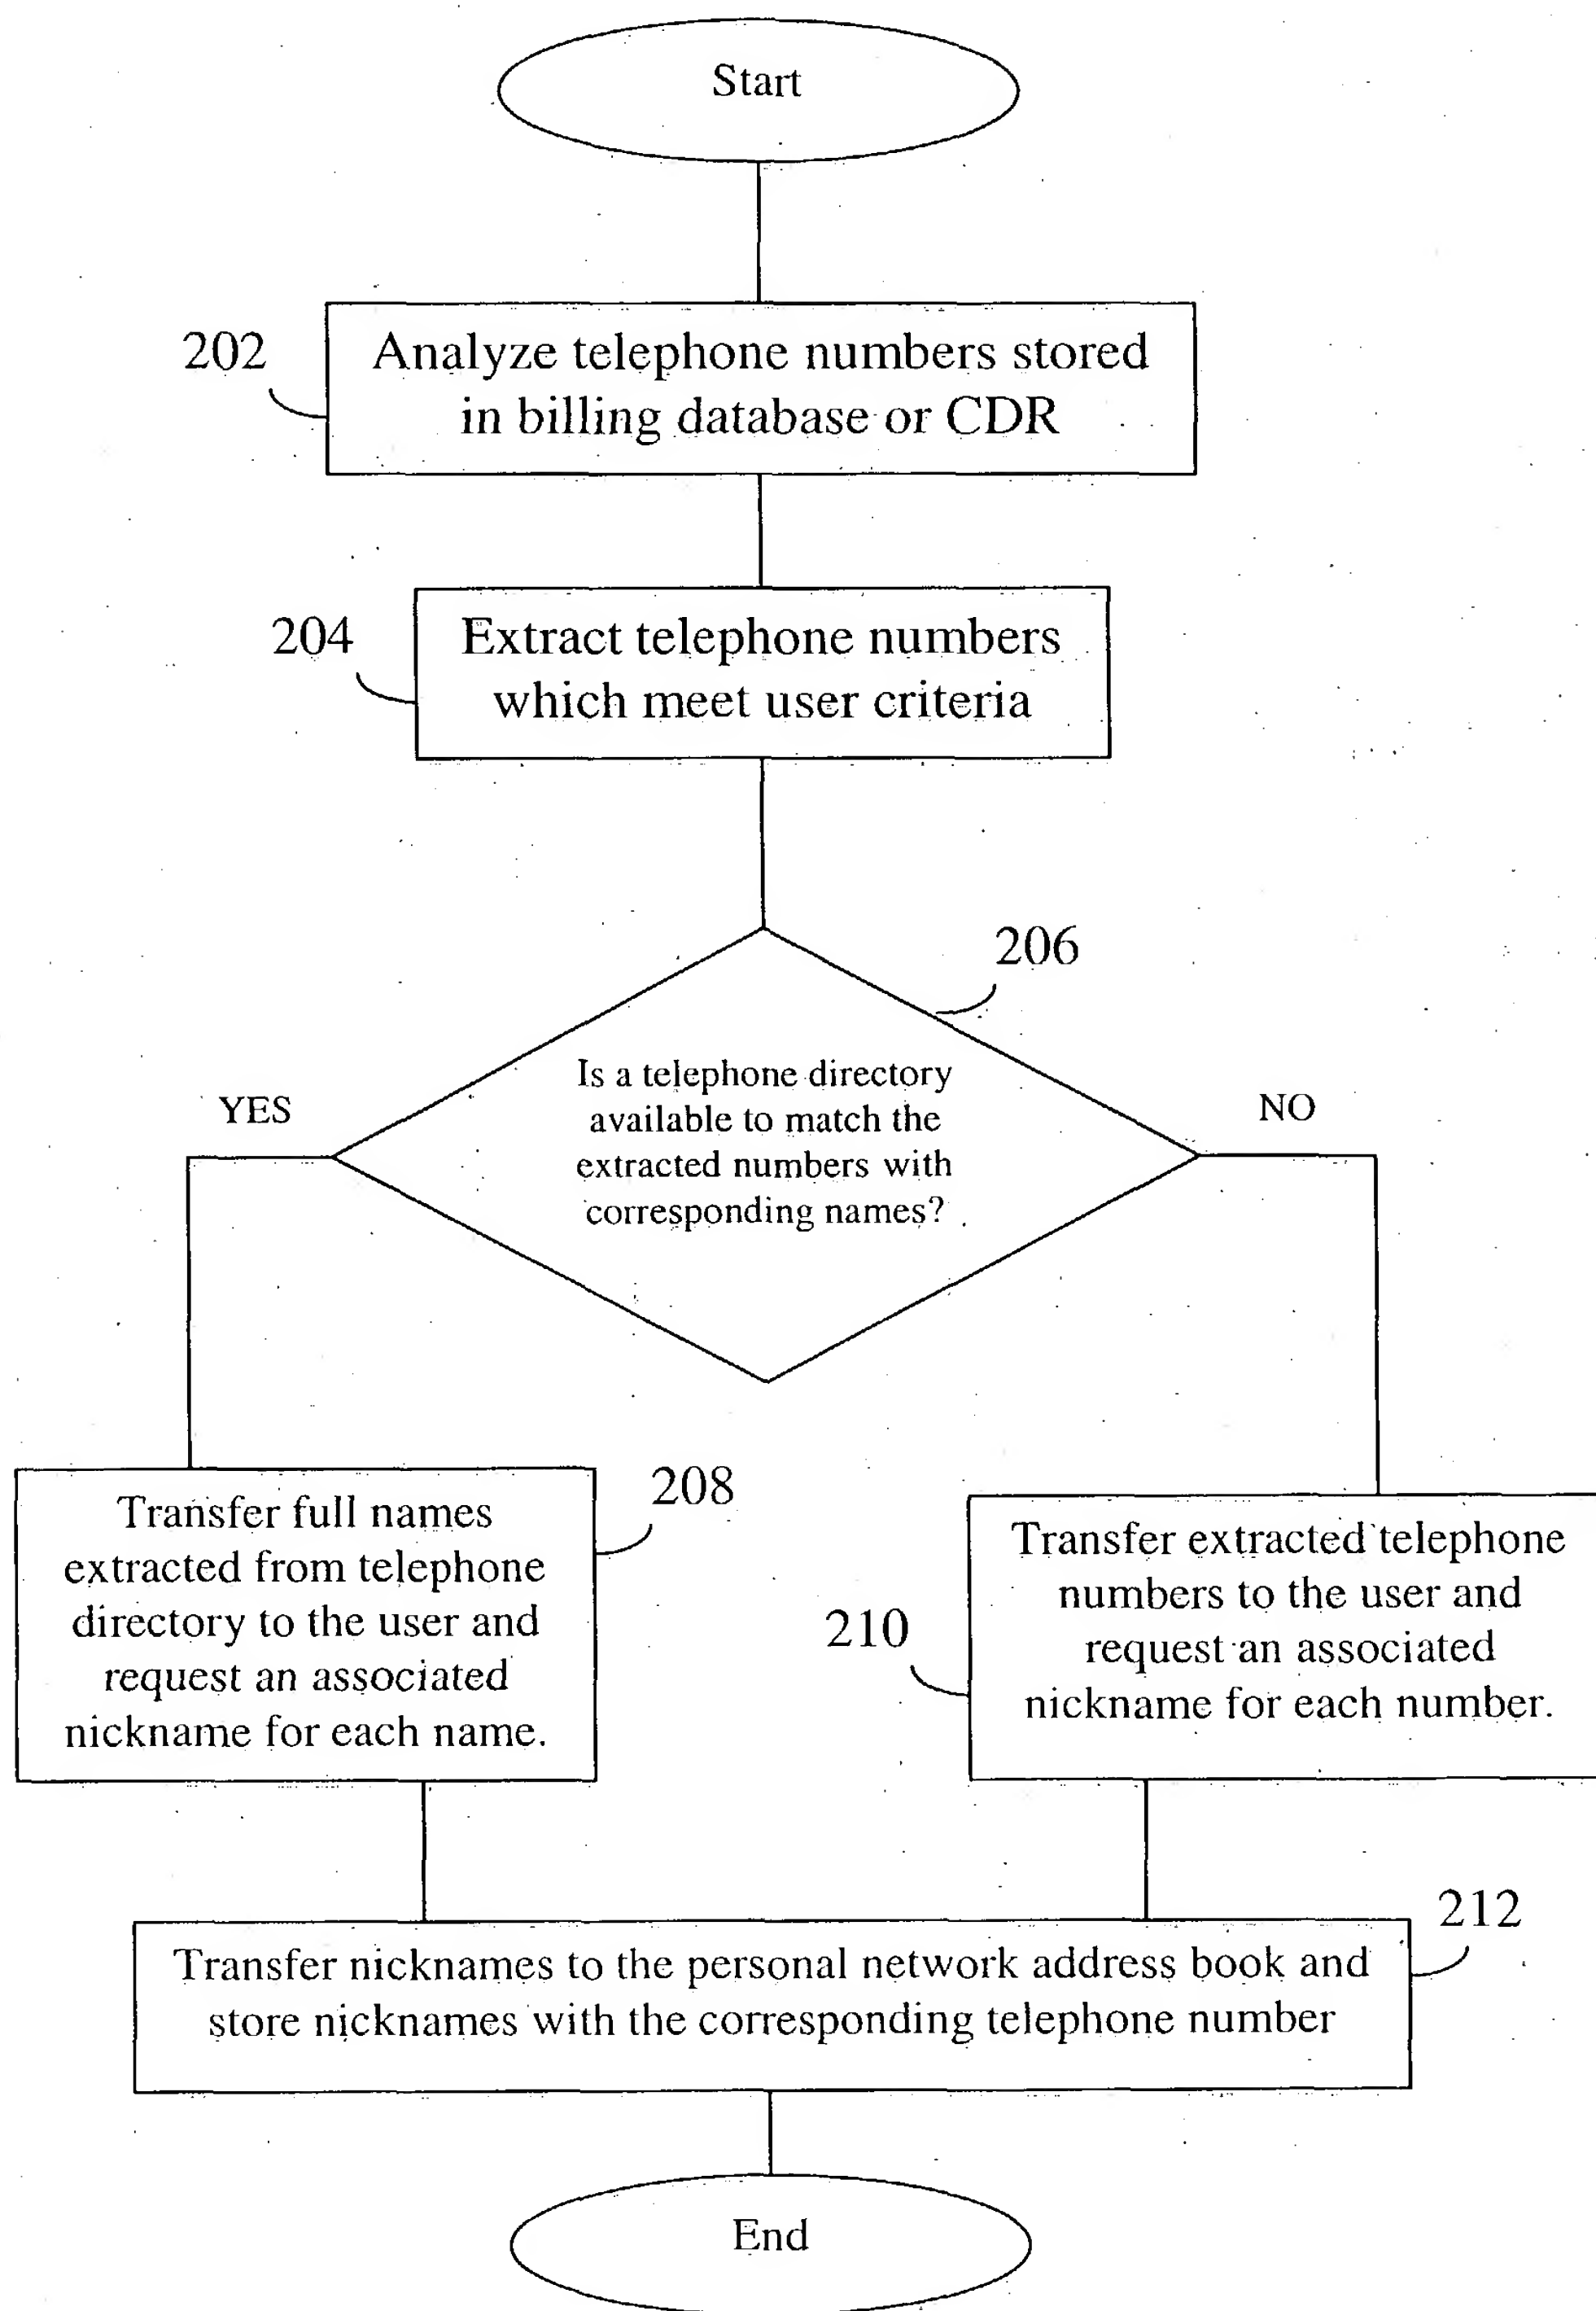 Start
202
Analyze telephone numbers stored
in billing database or CDR
204
Extract telephone numbers
which meet user criteria
206
Is a telephone directory
available to match the
extracted numbers with
corresponding names?
YES
NO
208
Transfer full names
extracted from telephone
directory to the user and
request an associated
nickname for each name.
210
Transfer extracted telephone
numbers to the user and
request an associated
nickname for each number.
212
Transfer nicknames to the personal network address book and
store nicknames with the corresponding telephone number
End